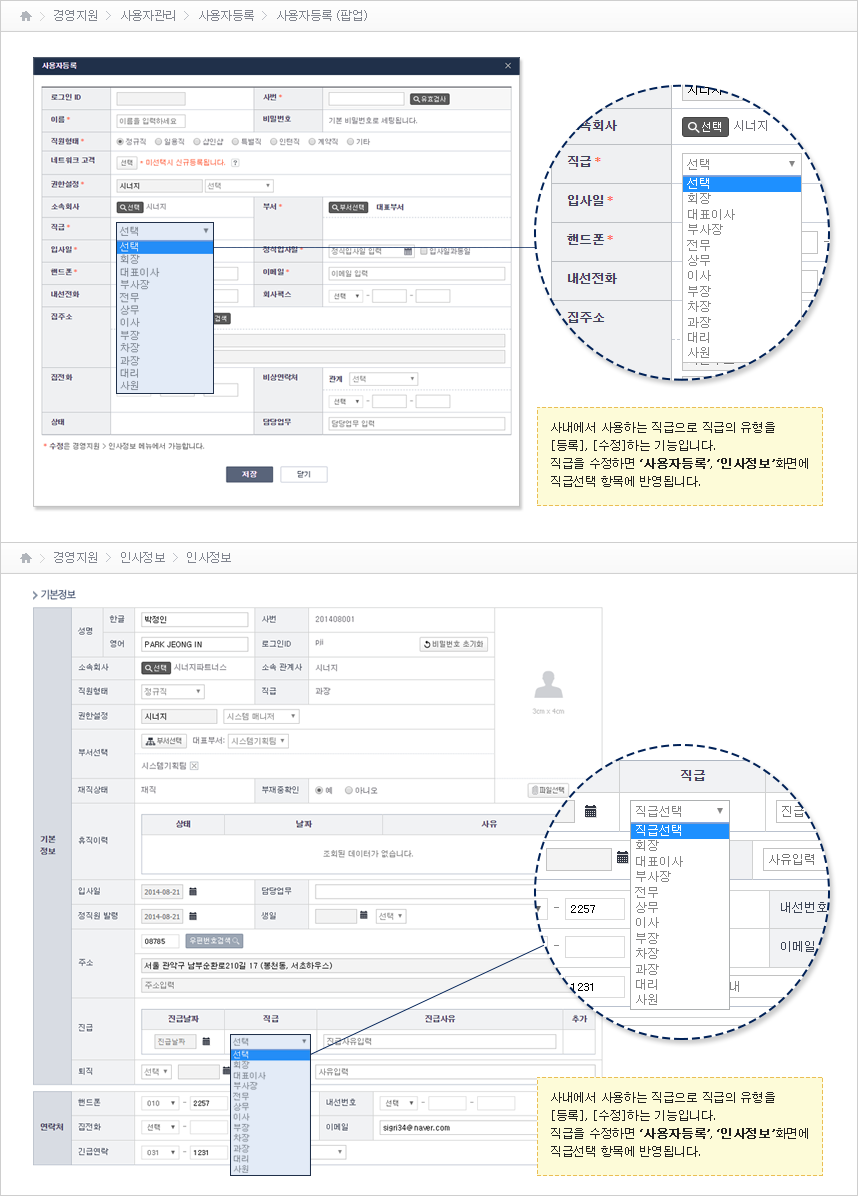 경영지원 > 사용자관리 > 사용자등록 > 사용자등록 (팝업)
사용자등록 ×
로그인 ID 사번 * 유효검사
이름 * 이름을 입력하세요 비밀번호 기본 비밀번호로 세팅됩니다.
직원형태 * 정규직 일용직 샵인샵 특별직 인턴직 계약직 기타
네트워크 고객 선택 * 미선택시 신규등록됩니다. ?
권한설정 * 시너지 선택
소속회사 선택 시너지 부서 * 부서선택 대표부서
직급 * 선택
입사일 * 정직입사일 * 정직입사일 입력 입사일과동일
핸드폰 * 이메일 * 이메일 입력
내선전화 회사팩스 선택 - -
집주소 검색
집전화 비상연락처 관계 선택
선택 - -
상태 담당업무 담당업무 입력
선택
회장
대표이사
부사장
전무
상무
이사
부장
차장
과장
대리
사원
* 수정은 경영지원 > 인사정보 메뉴에서 가능합니다.
저장 닫기
시너지
속회사 선택 시너지
직급 * 선택
입사일 *
핸드폰 *
내선전화
집주소
선택
회장
대표이사
부사장
전무
상무
이사
부장
차장
과장
대리
사원
사내에서 사용하는 직급으로 직급의 유형을
[등록], [수정]하는 기능입니다.
직급을 수정하면 ‘사용자등록’, ‘인사정보’화면에
직급선택 항목에 반영됩니다.
경영지원 > 인사정보 > 인사정보
기본정보
기본
정보
성명 한글 박정인 사번 201408001
영어 PARK JEONG IN 로그인ID pji 비밀번호 초기화
소속회사 선택 시너지파트너스 소속 관계사 시너지
직원형태 정규직 직급 과장
3cm x 4cm
권한설정 시너지 시스템 매니저
부서선택 부서선택 대표부서: 시스템기획팀
시스템기획팀
재직상태 재직 부재중확인 예 아니오 파일선택
휴직이력 상태 날짜 사유
조회된 데이터가 없습니다.
입사일 2014-08-21 담당업무
정직원 발령 2014-08-21 생일 선택
주소 08785 우편번호검색
서울 관악구 남부순환로210길 17 (봉천동, 서초하우스)
주소입력
진급 진급날짜 직급 진급사유 추가
진급날짜 선택 진급사유입력
퇴직 선택 사유입력
연락처
핸드폰 010 - 2257 내선번호 선택 - -
집전화 선택 - 이메일 sigri34@naver.com
긴급연락 031 - 1231
선택
회장
대표이사
부사장
전무
상무
이사
부장
차장
과장
대리
사원
직급
직급선택 진급
사유입력
- 2257 내선번호
- 이메일
1231 내
직급선택
회장
대표이사
부사장
전무
상무
이사
부장
차장
과장
대리
사원
사내에서 사용하는 직급으로 직급의 유형을
[등록], [수정]하는 기능입니다.
직급을 수정하면 ‘사용자등록’, ‘인사정보’화면에
직급선택 항목에 반영됩니다.